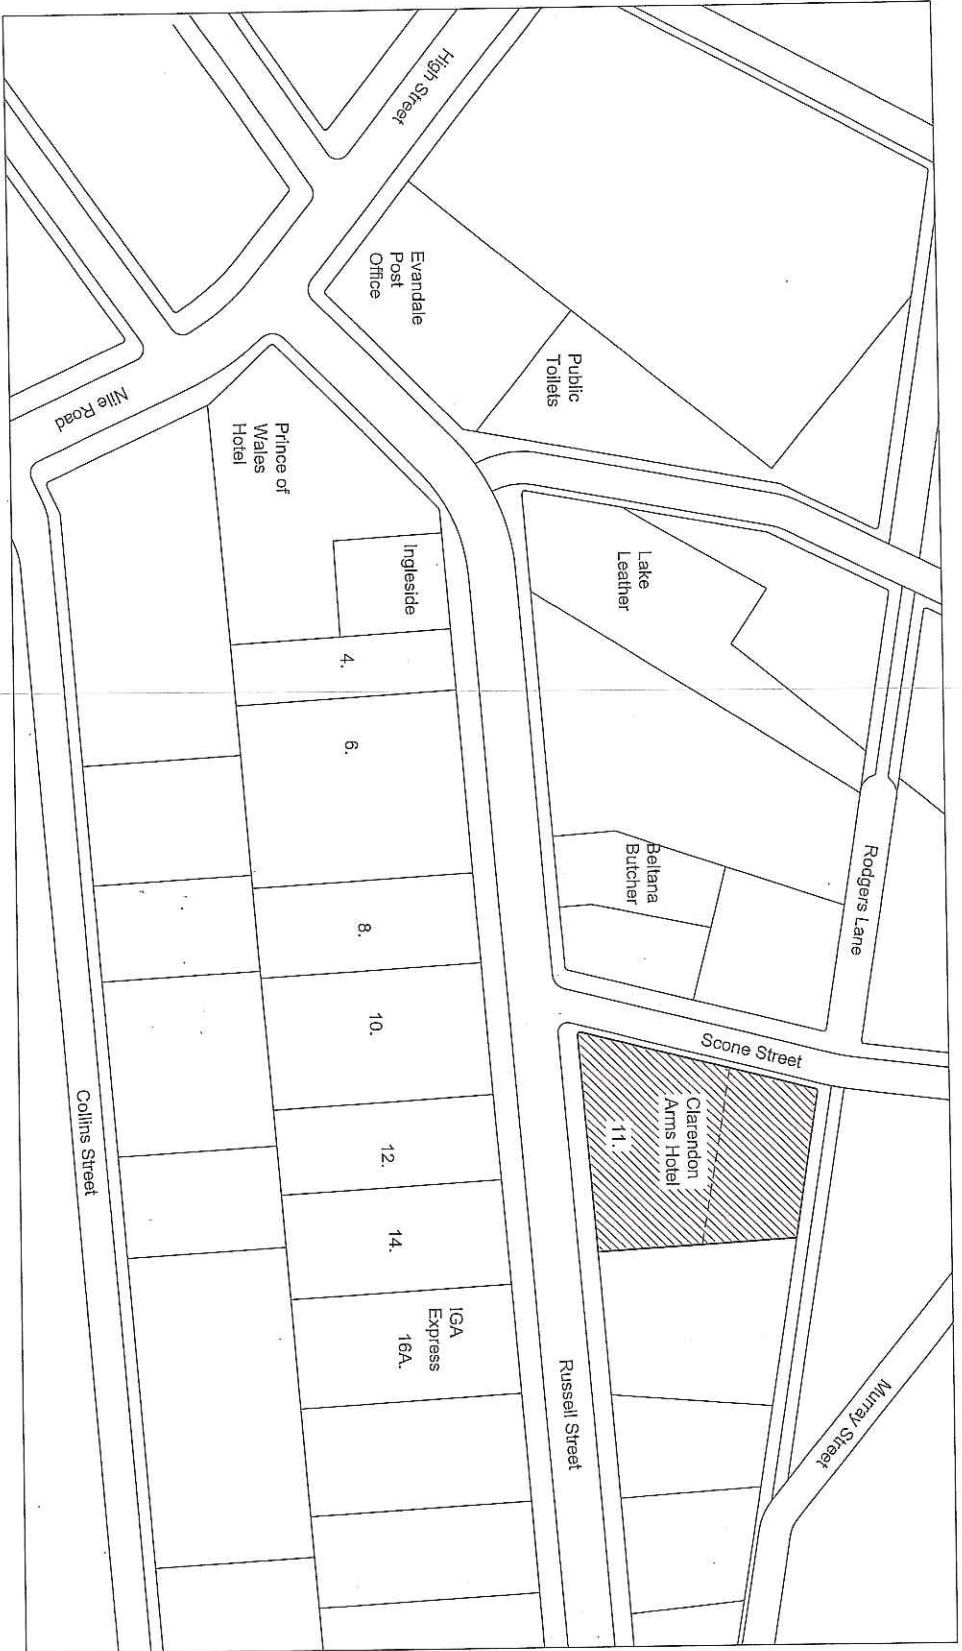 High Street
Evandale
Post
Office
Public
Toilets
Nile Road
Prince of
Wales
Hotel
Ingleside
Lake
Leather
4.
6.
Beltana
Butcher
Rodgers Lane
8.
10.
Scone Street
Clarendon
Arms Hotel
11.
Collins Street
12.
14.
IGA
Express
16A.
Russell Street
Murray Street